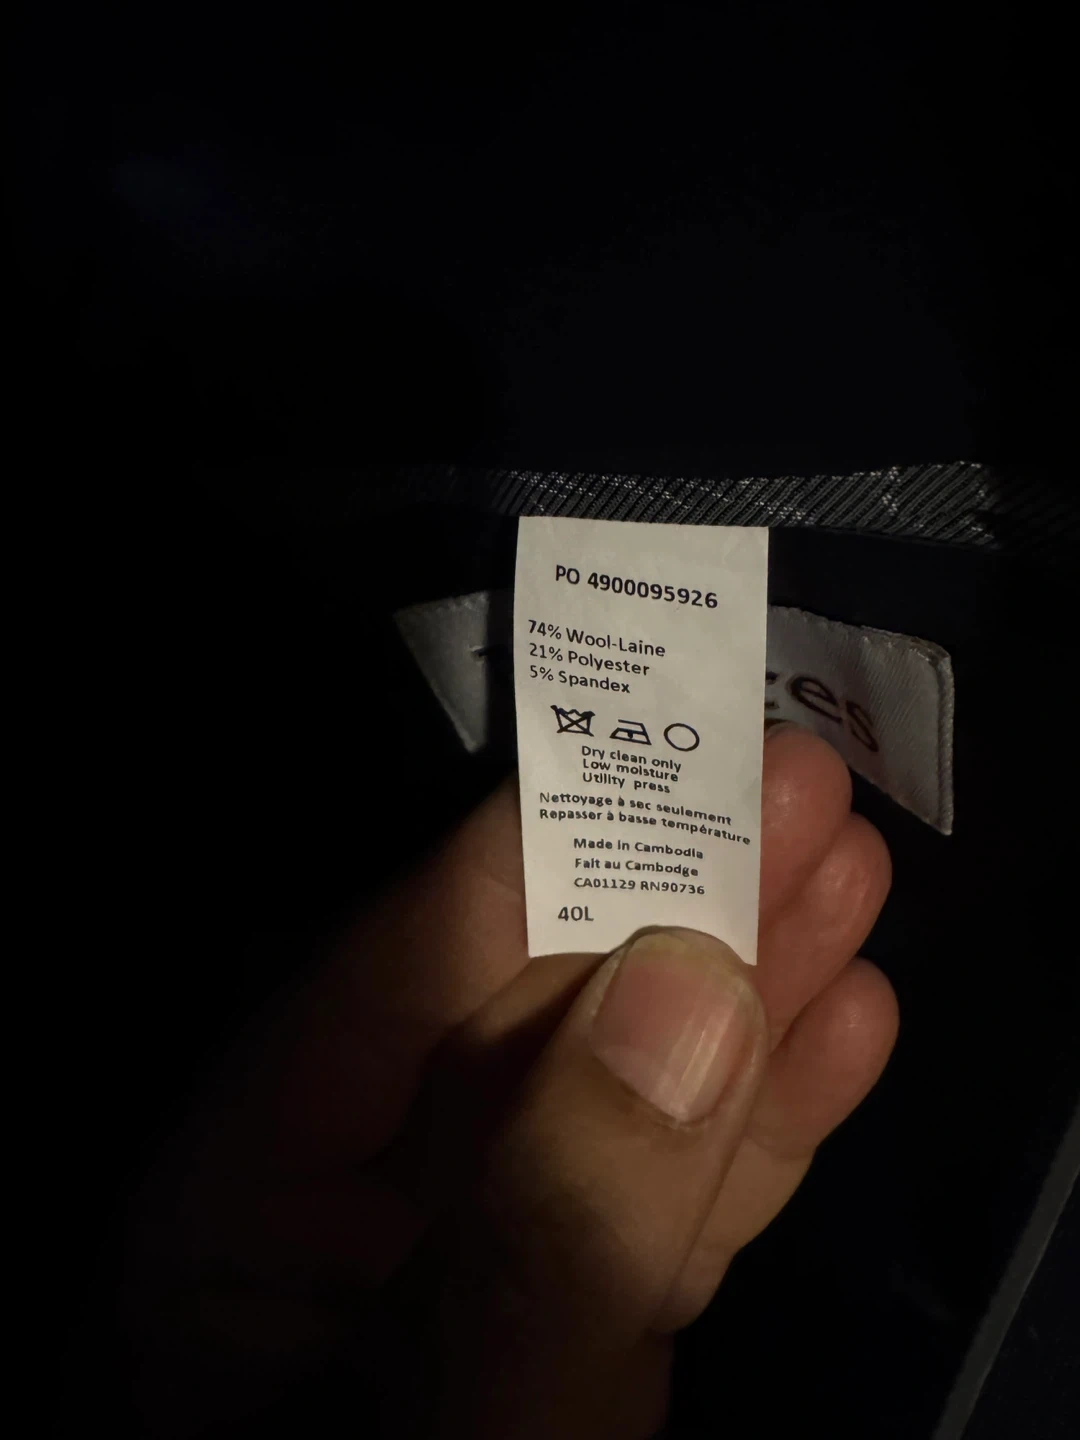 PO 4900095926
74% Wool-Laine
21% Polyester
5% Spandex
Dry clean only
Low moisture
Utility press
Nettoyage à sec seulement
Repasser à basse température
Made in Cambodia
Fait au Cambodge
CA01129 RN90736
40L